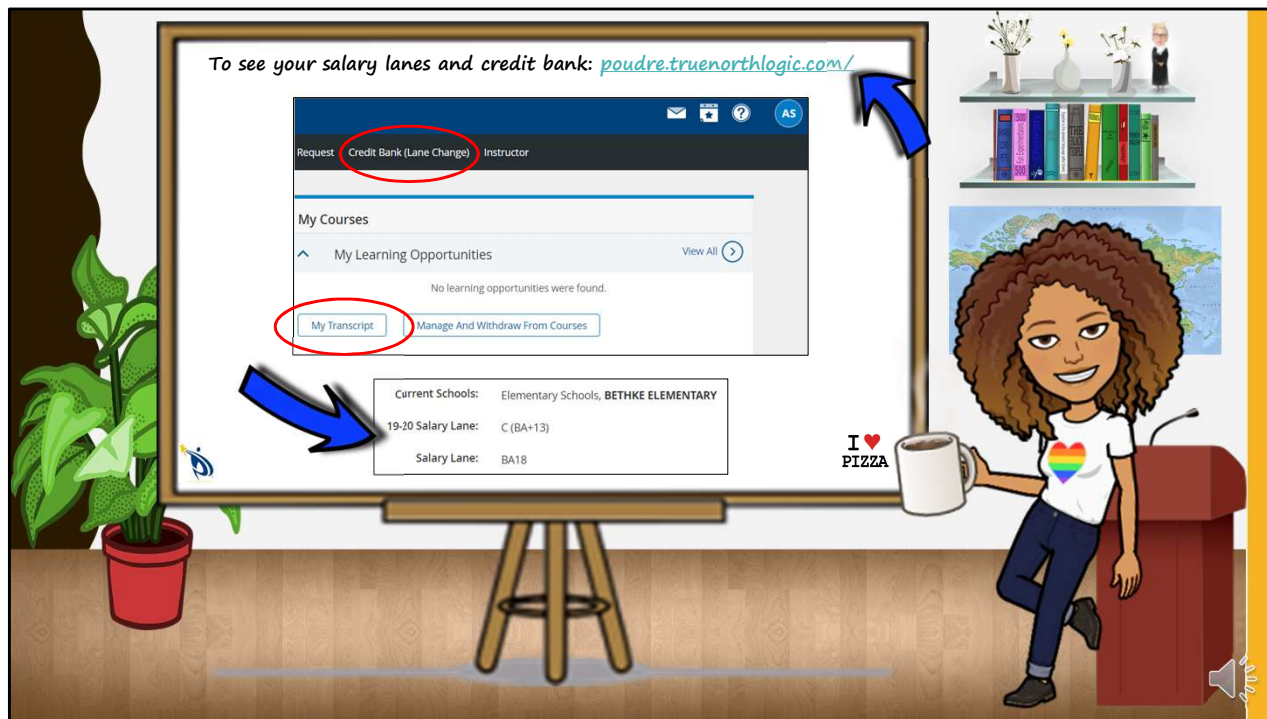 To see your salary lanes and credit bank: poudre.truenorthlogic.com/
AS
Request Credit Bank (Lane Change) Instructor
My Courses
My Learning Opportunities View All
No learning opportunities were found.
My Transcript Manage And Withdraw From Courses
Current Schools: Elementary Schools, BETHKE ELEMENTARY
19-20 Salary Lane: C (BA+13)
Salary Lane: BA18
I ♥
PIZZA